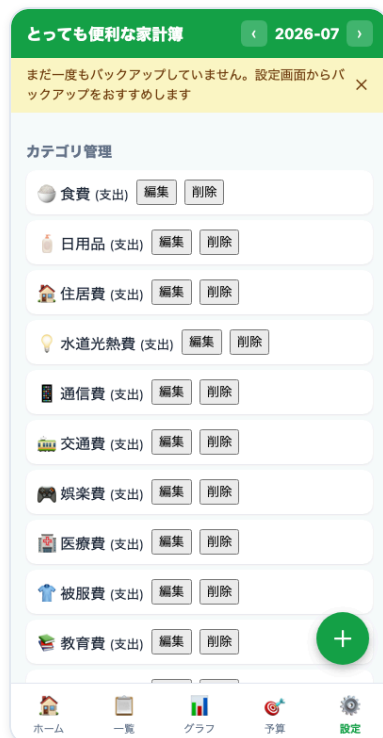 とっても便利な家計簿 ‹ 2026-07 ›
まだ一度もバックアップしていません。設定画面からバ
ックアップをおすすめします ×
カテゴリ管理
食費 (支出) 編集 削除
日用品 (支出) 編集 削除
住居費 (支出) 編集 削除
水道光熱費 (支出) 編集 削除
通信費 (支出) 編集 削除
交通費 (支出) 編集 削除
娯楽費 (支出) 編集 削除
医療費 (支出) 編集 削除
被服費 (支出) 編集 削除
教育費 (支出) 編集 削除
+
ホーム 一覧 グラフ 予算 設定